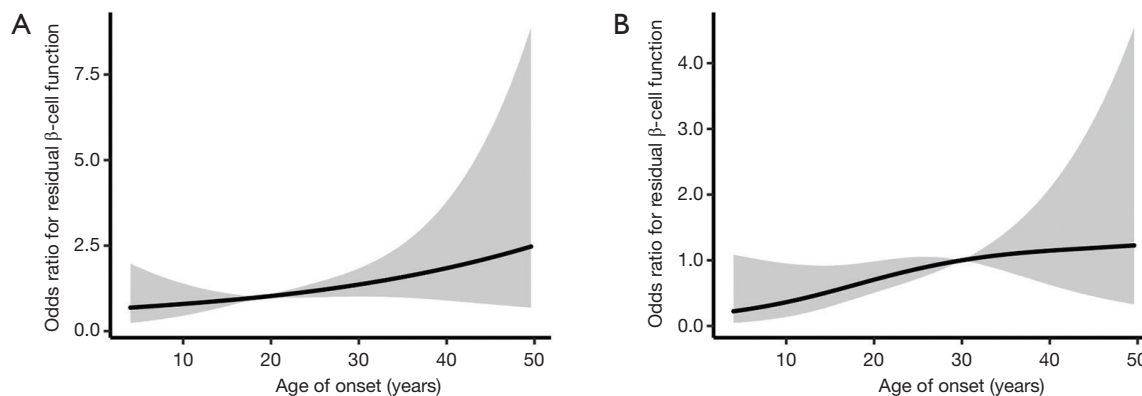 A
Odds ratio for residual β-cell function
7.5
5.0
2.5
0.0
10 20 30 40 50
Age of onset (years)
B
Odds ratio for residual β-cell function
4.0
3.0
2.0
1.0
0.0
10 20 30 40 50
Age of onset (years)